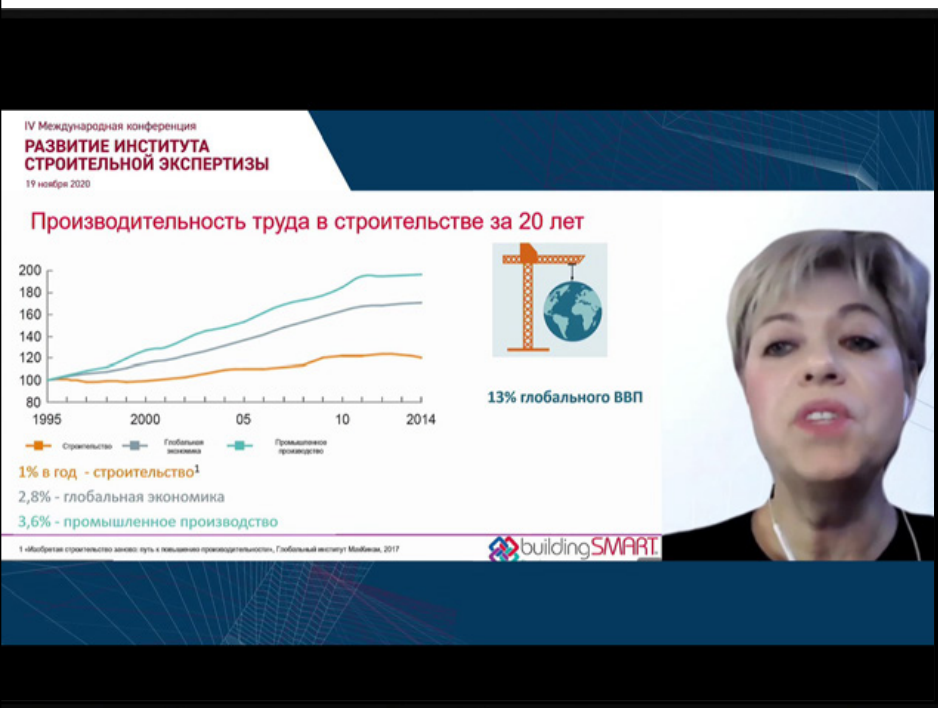 IV Международная конференция
РАЗВИТИЕ ИНСТИТУТА
СТРОИТЕЛЬНОЙ ЭКСПЕРТИЗЫ
19 ноября 2020
Производительность труда в строительстве за 20 лет
200
180
160
140
120
100
80
1995
2000
05
10
2014
Строительство
Глобальная
экономика
Промышленное
производство
13% глобального ВВП
1% в год - строительство¹
2,8% - глобальная экономика
3,6% - промышленное производство
1 «Изобретая строительство заново: путь к повышению производительности», Глобальный институт МакКинзи, 2017
buildingSMART